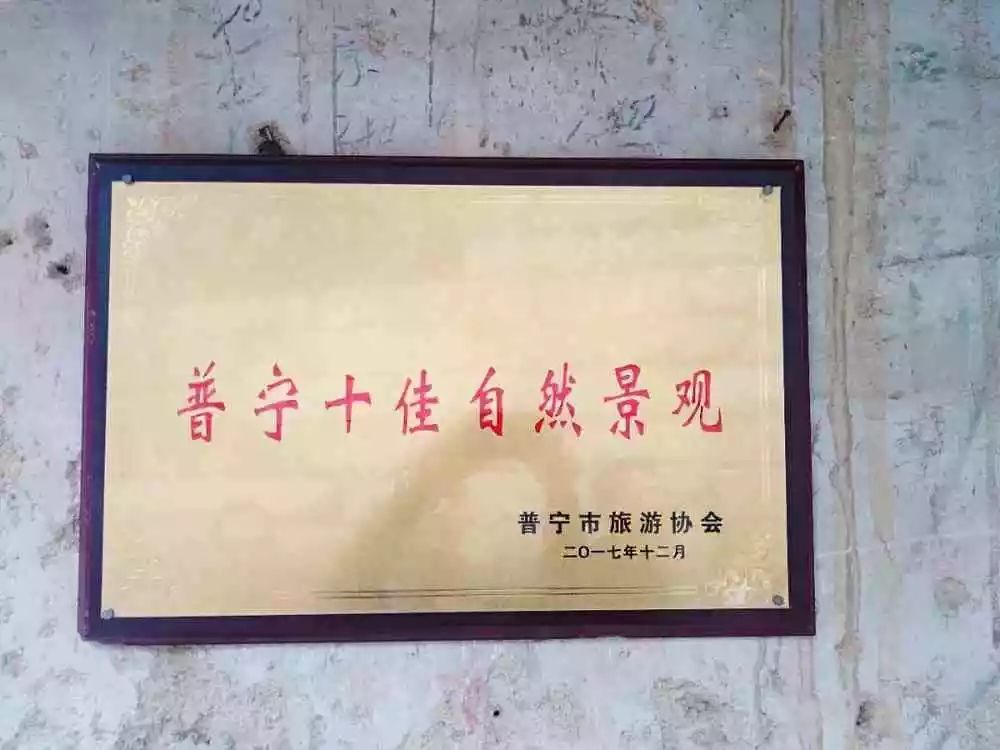 普宁十佳自然景观
普宁市旅游协会
二〇一七年十二月